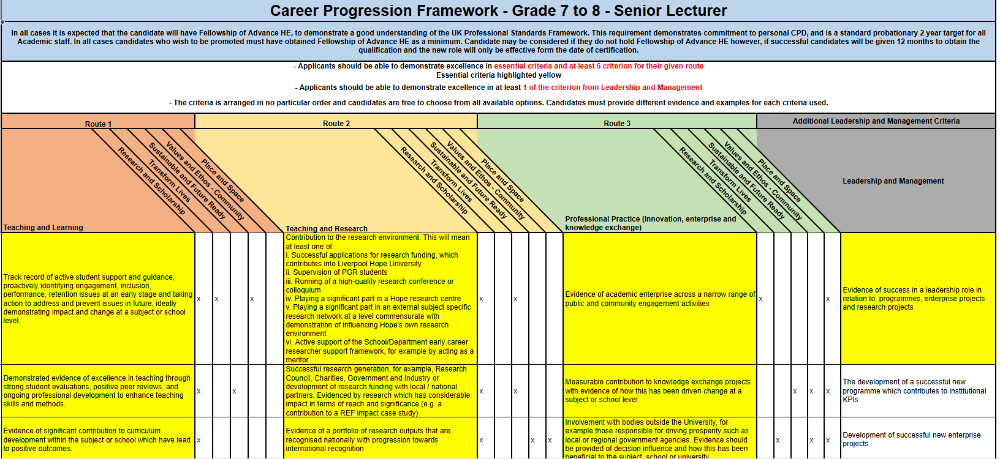 Career Progression Framework - Grade 7 to 8 - Senior Lecturer
In all cases it is expected that the candidate will have Fellowship of Advance HE, to demonstrate a good understanding of the UK Professional Standards Framework. This requirement demonstrates commitment to personal CPD, and is a standard probationary 2 year target for all
Academic staff. In all cases candidates who wish to be promoted must have obtained Fellowship of Advance HE as a minimum. Candidate may be considered if they do not hold Fellowship of Advance HE however, if successful candidates will be given 12 months to obtain the
qualification and the new role will only be effective form the date of certification.
- Applicants should be able to demonstrate excellence in essential criteria and at least 6 criterion for their given route
Essential criteria highlighted yellow
- Applicants should be able to demonstrate excellence in at least 1 of the criterion from Leadership and Management
- The criteria is arranged in no particular order and candidates are free to choose from all available options. Candidates must provide different evidence and examples for each criteria used.
Route 1
Route 2
Route 3
Additional Leadership and Management Criteria
Teaching and Learning
Research and Scholarship
Transform Lives
Sustainable and Future Ready
Values and Ethos - Community
Place and Space
Teaching and Research
Research and Scholarship
Transform Lives
Sustainable and Future Ready
Values and Ethos - Community
Place and Space
Professional Practice (Innovation, enterprise and
knowledge exchange)
Research and Scholarship
Transform Lives
Sustainable and Future Ready
Values and Ethos - Community
Place and Space
Leadership and Management
Track record of active student support and guidance,
proactively identifying engagement, inclusion,
performance, retention issues at an early stage and taking
action to address and prevent issues in future, ideally
demonstrating impact and change at a subject or school
level.
x x x
Contribution to the research environment. This will mean
at least one of:
i. Successful applications for research funding, which
contributes into Liverpool Hope University.
ii. Supervision of PGR students
iii. Running of a high-quality research conference or
colloquium
iv. Playing a significant part in a Hope research centre
v. Playing a significant part in an external subject specific
research network at a level commensurate with
demonstration of influencing Hope's own research
environment
vi. Active support of the School/Department early career
researcher support framework, for example by acting as a
mentor
x x
Evidence of academic enterprise across a narrow range of
public and community engagement activities
x x
Evidence of success in a leadership role in
relation to; programmes, enterprise projects
and research projects
Demonstrated evidence of excellence in teaching through
strong student evaluations, positive peer reviews, and
ongoing professional development to enhance teaching
skills and methods.
x x
Successful research generation, for example, Research
Council, Charities, Government and Industry or
development of research funding with local / national
partners. Evidenced by research which has considerable
impact in terms of reach and significance (e.g. a
contribution to a REF impact case study)
x x
Measurable contribution to knowledge exchange projects
with evidence of how this has been driven change at a
subject or school level
x x x
The development of a successful new
programme which contributes to institutional
KPIs
Evidence of significant contribution to curriculum
development within the subject or school which have lead
to positive outcomes.
x
Evidence of a portfolio of research outputs that are
recognised nationally with progression towards
international recognition
x x x
Involvement with bodies outside the University, for
example those responsible for driving prosperity such as
local or regional government agencies. Evidence should
be provided of decision influence and how this has been
beneficial to the subject, school or university.
x x x
Development of successful new enterprise
projects